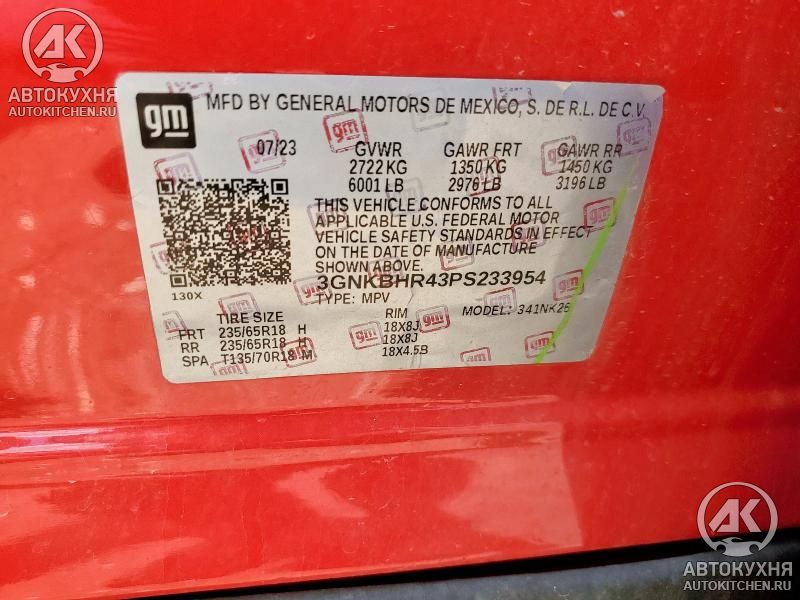 АК
АВТОКУХНЯ
AUTOKITCHEN.RU
gm MFD BY GENERAL MOTORS DE MEXICO, S. DE R.L. DE C.V.
07/23 GVWR GAWR FRT GAWR RR
2722 KG 1350 KG 1450 KG
6001 LB 2976 LB 3196 LB
THIS VEHICLE CONFORMS TO ALL
APPLICABLE U.S. FEDERAL MOTOR
VEHICLE SAFETY STANDARDS IN EFFECT
ON THE DATE OF MANUFACTURE
SHOWN ABOVE.
3GNKBHR43PS233954
130X TYPE: MPV MODEL: 341NK26
TIRE SIZE RIM
FRT 235/65R18 H 18X8J
RR 235/65R18 H 18X8J
SPA T135/70R18 M 18X4.5B
АК
АВТОКУХНЯ
AUTOKITCHEN.RU